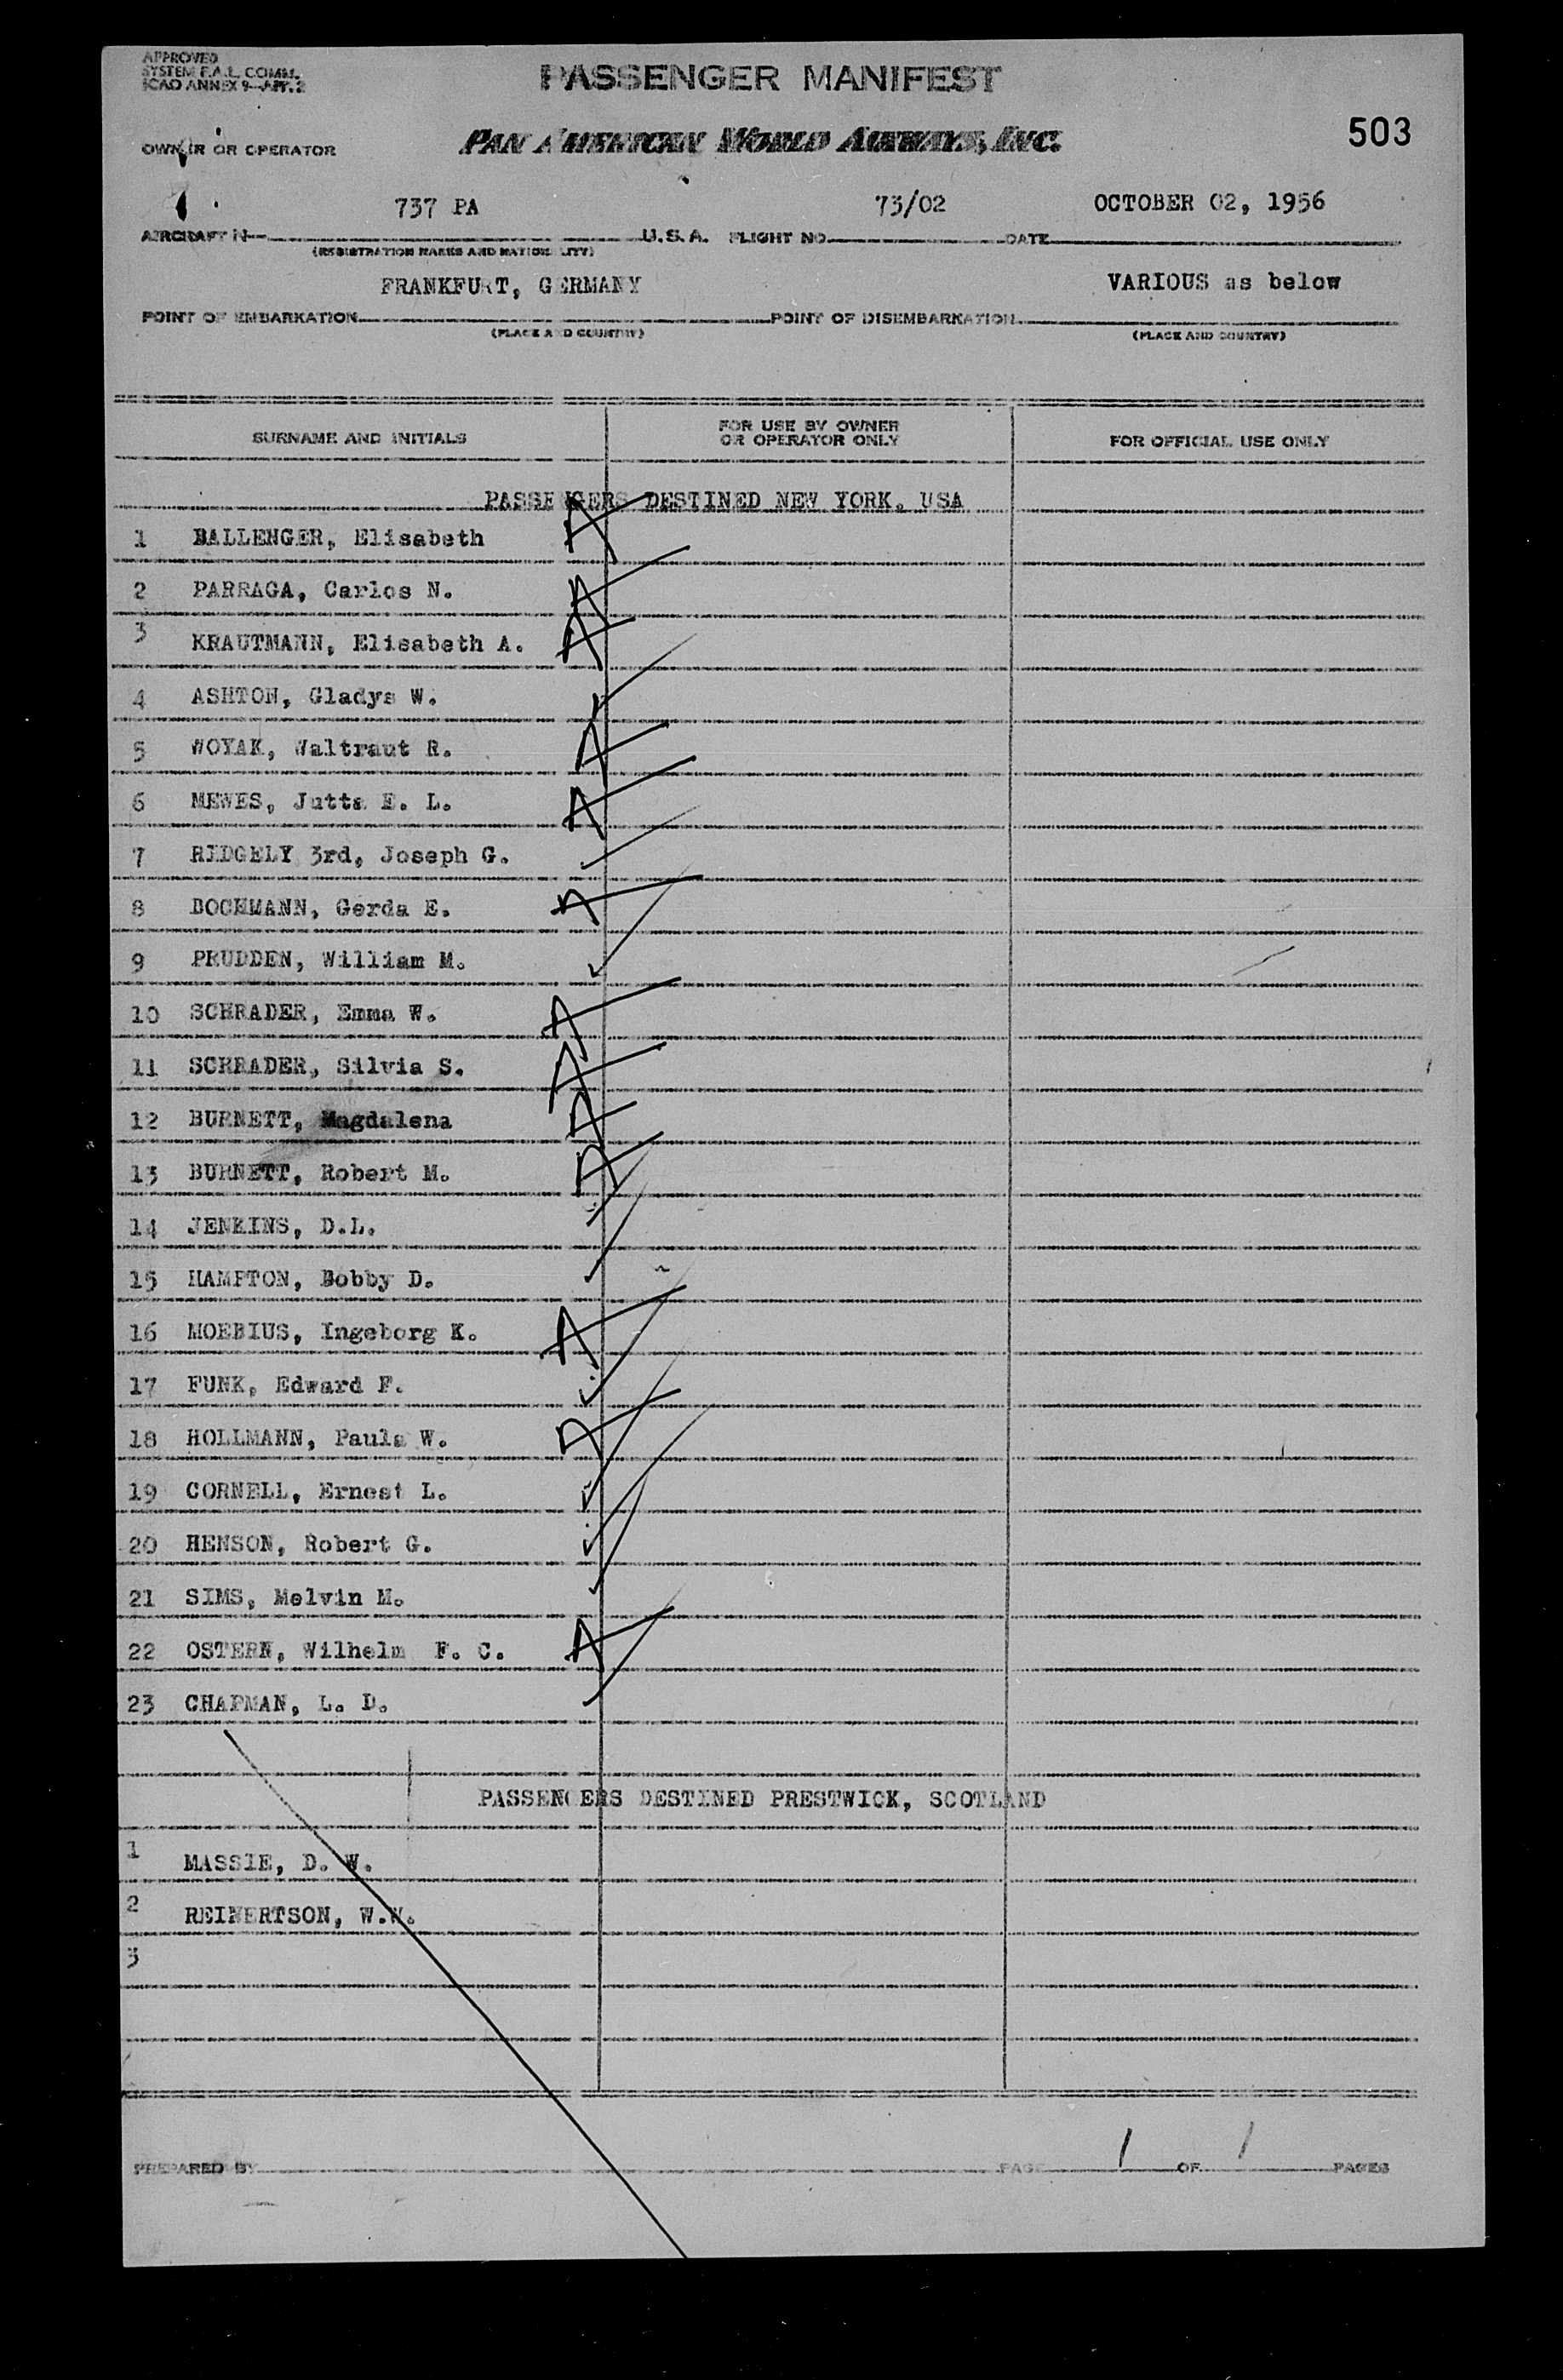 APPROVED
SYSTEM F.A.L. COMM.
ICAO ANNEX 9-APP. 2
PASSENGER MANIFEST
503
OWNER OR OPERATOR
PAN AMERICAN WORLD AIRWAYS, INC.
737 PA 73/02 OCTOBER 02, 1956
AIRCRAFT N- U.S.A. FLIGHT NO. DATE
(REGISTRATION MARKS AND NATIONALITY)
FRANKFURT, GERMANY VARIOUS as below
POINT OF EMBARKATION POINT OF DISEMBARKATION
(PLACE AND COUNTRY) (PLACE AND COUNTRY)
SURNAME AND INITIALS FOR USE BY OWNER OR OPERATOR ONLY FOR OFFICIAL USE ONLY
PASSENGERS DESTINED NEW YORK, USA
1 BALLENGER, Elisabeth A
2 PARRAGA, Carlos N. A
3 KRAUTMANN, Elisabeth A. A
4 ASHTON, Gladys W. ✓
5 WOYAK, Waltraut R. A
6 MEWES, Jutta E. L. A
7 RIDGELY 3rd, Joseph G. ✓
8 BOCHMANN, Gerda E. A
9 PRUDDEN, William M. ✓
10 SCHRADER, Emma W. A
11 SCHRADER, Silvia S. A
12 BURNETT, Magdalena A
13 BURNETT, Robert M. A
14 JENKINS, D.L. ✓
15 HAMPTON, Bobby D. ✓
16 MOEBIUS, Ingeborg K. A
17 FUNK, Edward F. ✓
18 HOLLMANN, Paula W. A
19 CORNELL, Ernest L. ✓
20 HENSON, Robert G. ✓
21 SIMS, Melvin M. ✓
22 OSTERN, Wilhelm F. C. A
23 CHAPMAN, L. D. ✓
PASSENGERS DESTINED PRESTWICK, SCOTLAND
1 MASSIE, D. W.
2 REINERTSON, W.W.
3
PREPARED BY PAGE 1 OF 1 PAGES